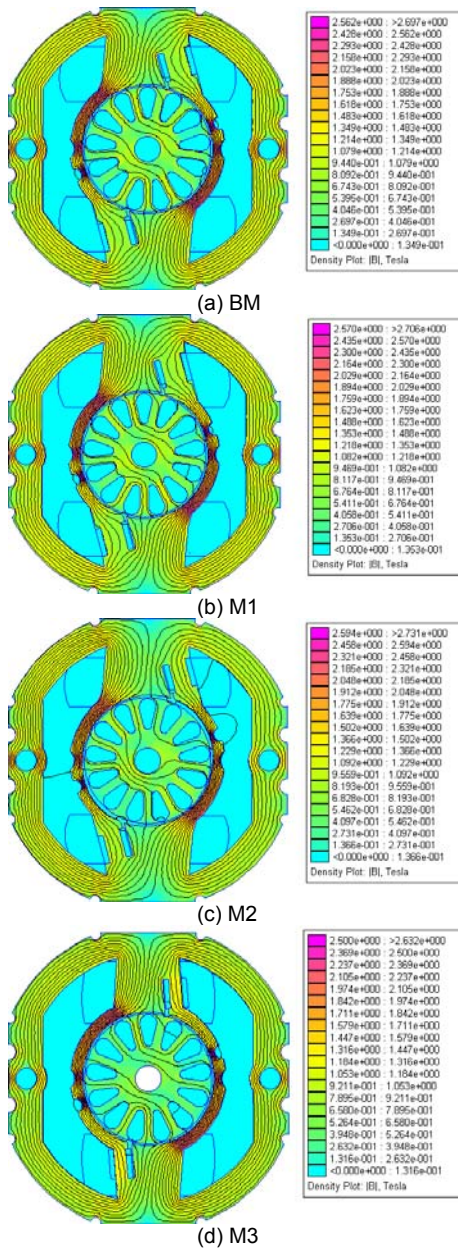 2.562e+000 : >2.697e+000
2.428e+000 : 2.562e+000
2.293e+000 : 2.428e+000
2.158e+000 : 2.293e+000
2.023e+000 : 2.158e+000
1.888e+000 : 2.023e+000
1.753e+000 : 1.888e+000
1.618e+000 : 1.753e+000
1.483e+000 : 1.618e+000
1.349e+000 : 1.483e+000
1.214e+000 : 1.349e+000
1.079e+000 : 1.214e+000
9.440e-001 : 1.079e+000
8.092e-001 : 9.440e-001
6.743e-001 : 8.092e-001
5.395e-001 : 6.743e-001
4.046e-001 : 5.395e-001
2.697e-001 : 4.046e-001
1.349e-001 : 2.697e-001
<0.000e+000 : 1.349e-001
Density Plot: |B|, Tesla
(a) BM
2.570e+000 : >2.706e+000
2.435e+000 : 2.570e+000
2.300e+000 : 2.435e+000
2.164e+000 : 2.300e+000
2.029e+000 : 2.164e+000
1.894e+000 : 2.029e+000
1.759e+000 : 1.894e+000
1.623e+000 : 1.759e+000
1.488e+000 : 1.623e+000
1.353e+000 : 1.488e+000
1.218e+000 : 1.353e+000
1.082e+000 : 1.218e+000
9.469e-001 : 1.082e+000
8.117e-001 : 9.469e-001
6.764e-001 : 8.117e-001
5.411e-001 : 6.764e-001
4.058e-001 : 5.411e-001
2.706e-001 : 4.058e-001
1.353e-001 : 2.706e-001
<0.000e+000 : 1.353e-001
Density Plot: |B|, Tesla
(b) M1
2.594e+000 : >2.731e+000
2.458e+000 : 2.594e+000
2.321e+000 : 2.458e+000
2.185e+000 : 2.321e+000
2.048e+000 : 2.185e+000
1.912e+000 : 2.048e+000
1.775e+000 : 1.912e+000
1.639e+000 : 1.775e+000
1.502e+000 : 1.639e+000
1.366e+000 : 1.502e+000
1.229e+000 : 1.366e+000
1.092e+000 : 1.229e+000
9.559e-001 : 1.092e+000
8.193e-001 : 9.559e-001
6.828e-001 : 8.193e-001
5.462e-001 : 6.828e-001
4.097e-001 : 5.462e-001
2.731e-001 : 4.097e-001
1.366e-001 : 2.731e-001
<0.000e+000 : 1.366e-001
Density Plot: |B|, Tesla
(c) M2
2.500e+000 : >2.632e+000
2.369e+000 : 2.500e+000
2.237e+000 : 2.369e+000
2.105e+000 : 2.237e+000
1.974e+000 : 2.105e+000
1.842e+000 : 1.974e+000
1.711e+000 : 1.842e+000
1.579e+000 : 1.711e+000
1.447e+000 : 1.579e+000
1.316e+000 : 1.447e+000
1.184e+000 : 1.316e+000
1.053e+000 : 1.184e+000
9.211e-001 : 1.053e+000
7.895e-001 : 9.211e-001
6.580e-001 : 7.895e-001
5.264e-001 : 6.580e-001
3.948e-001 : 5.264e-001
2.632e-001 : 3.948e-001
1.316e-001 : 2.632e-001
<0.000e+000 : 1.316e-001
Density Plot: |B|, Tesla
(d) M3